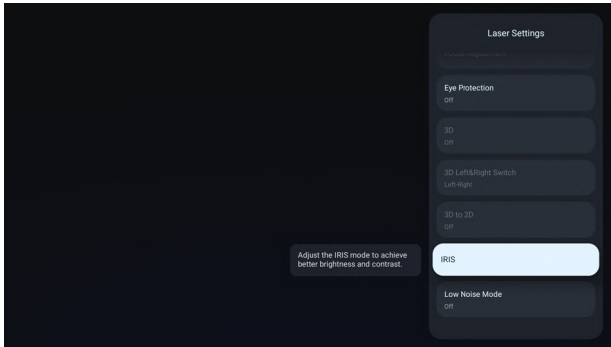 Laser Settings
Eye Protection
Off
3D
Off
3D Left&Right Switch
Left-Right
3D to 2D
Off
Adjust the IRIS mode to achieve
better brightness and contrast.
IRIS
Low Noise Mode
Off